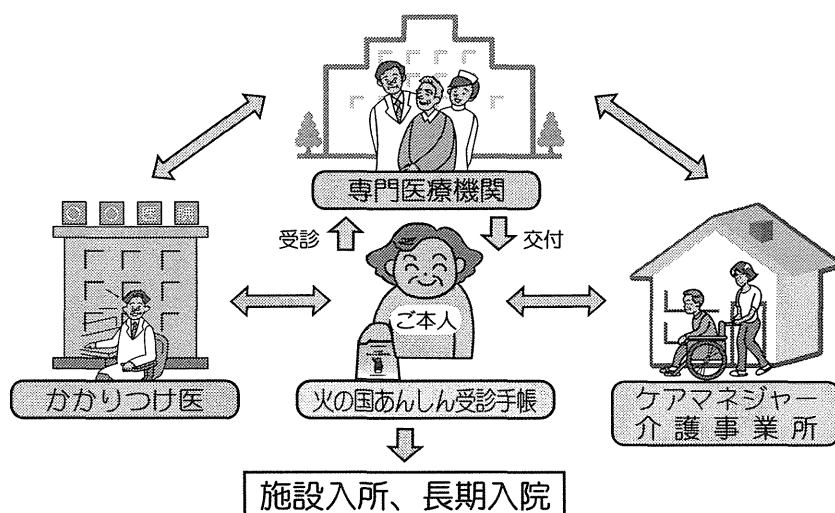 専門医療機関
受診
交付
ご本人
かかりつけ医
火の国あんしん受診手帳
ケアマネジャー
介護事業所
施設入所、長期入院